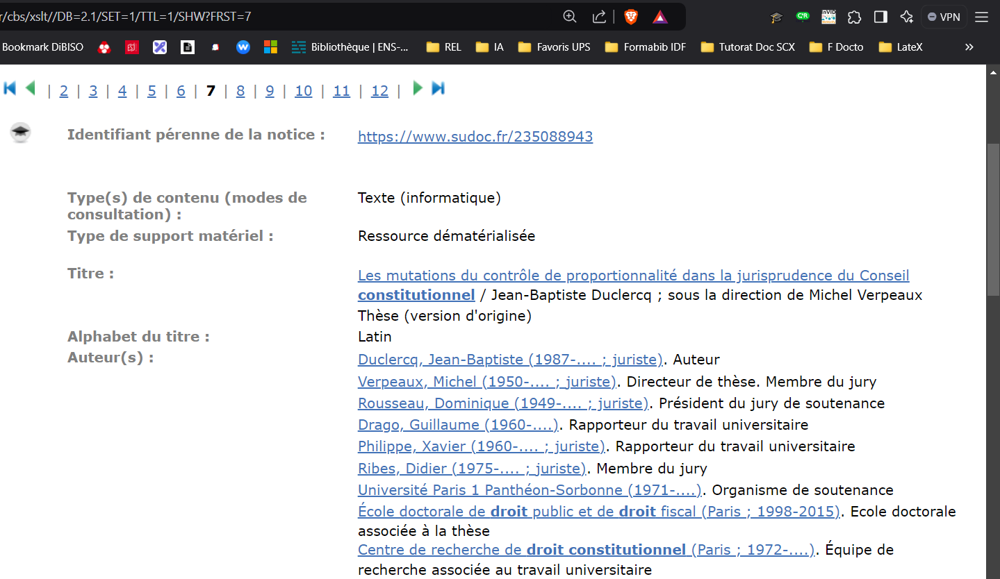 r/cbs/xslt//DB=2.1/SET=1/TTL=1/SHW?FRST=7
VPN
Bookmark DiBISO
Bibliothèque | ENS-...
REL
IA
Favoris UPS
Formabib IDF
Tutorat Doc SCX
F Docto
LateX
»
| 2 | 3 | 4 | 5 | 6 | 7 | 8 | 9 | 10 | 11 | 12 |
Identifiant pérenne de la notice : https://www.sudoc.fr/235088943
Type(s) de contenu (modes de consultation) : Texte (informatique)
Type de support matériel : Ressource dématérialisée
Titre : Les mutations du contrôle de proportionnalité dans la jurisprudence du Conseil
constitutionnel / Jean-Baptiste Duclercq ; sous la direction de Michel Verpeaux
Thèse (version d'origine)
Alphabet du titre : Latin
Auteur(s) : Duclercq, Jean-Baptiste (1987-.... ; juriste). Auteur
Verpeaux, Michel (1950-.... ; juriste). Directeur de thèse. Membre du jury
Rousseau, Dominique (1949-.... ; juriste). Président du jury de soutenance
Drago, Guillaume (1960-....). Rapporteur du travail universitaire
Philippe, Xavier (1960-.... ; juriste). Rapporteur du travail universitaire
Ribes, Didier (1975-.... ; juriste). Membre du jury
Université Paris 1 Panthéon-Sorbonne (1971-....). Organisme de soutenance
École doctorale de droit public et de droit fiscal (Paris ; 1998-2015). Ecole doctorale
associée à la thèse
Centre de recherche de droit constitutionnel (Paris ; 1972-....). Équipe de
recherche associée au travail universitaire